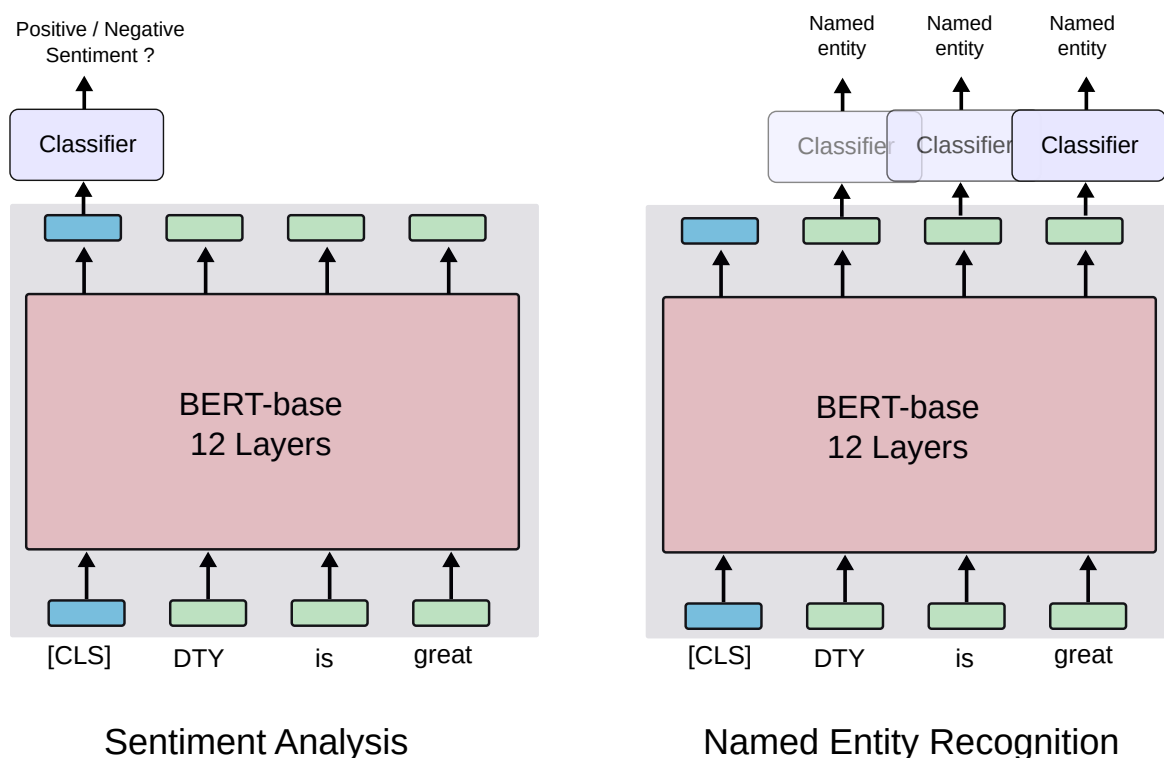 Positive / Negative
Sentiment ?
Classifier
BERT-base
12 Layers
[CLS] DTY is great
Sentiment Analysis
Named entity
Named entity
Named entity
Classifier Classifier Classifier
BERT-base
12 Layers
[CLS] DTY is great
Named Entity Recognition